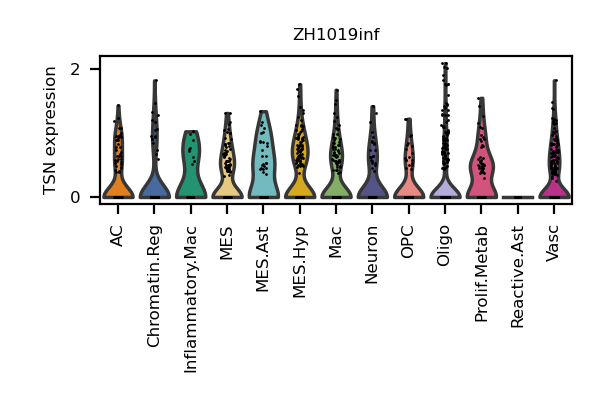 ZH1019inf
TSN expression
2
0
AC
Chromatin.Reg
Inflammatory.Mac
MES
MES.Ast
MES.Hyp
Mac
Neuron
OPC
Oligo
Prolif.Metab
Reactive.Ast
Vasc